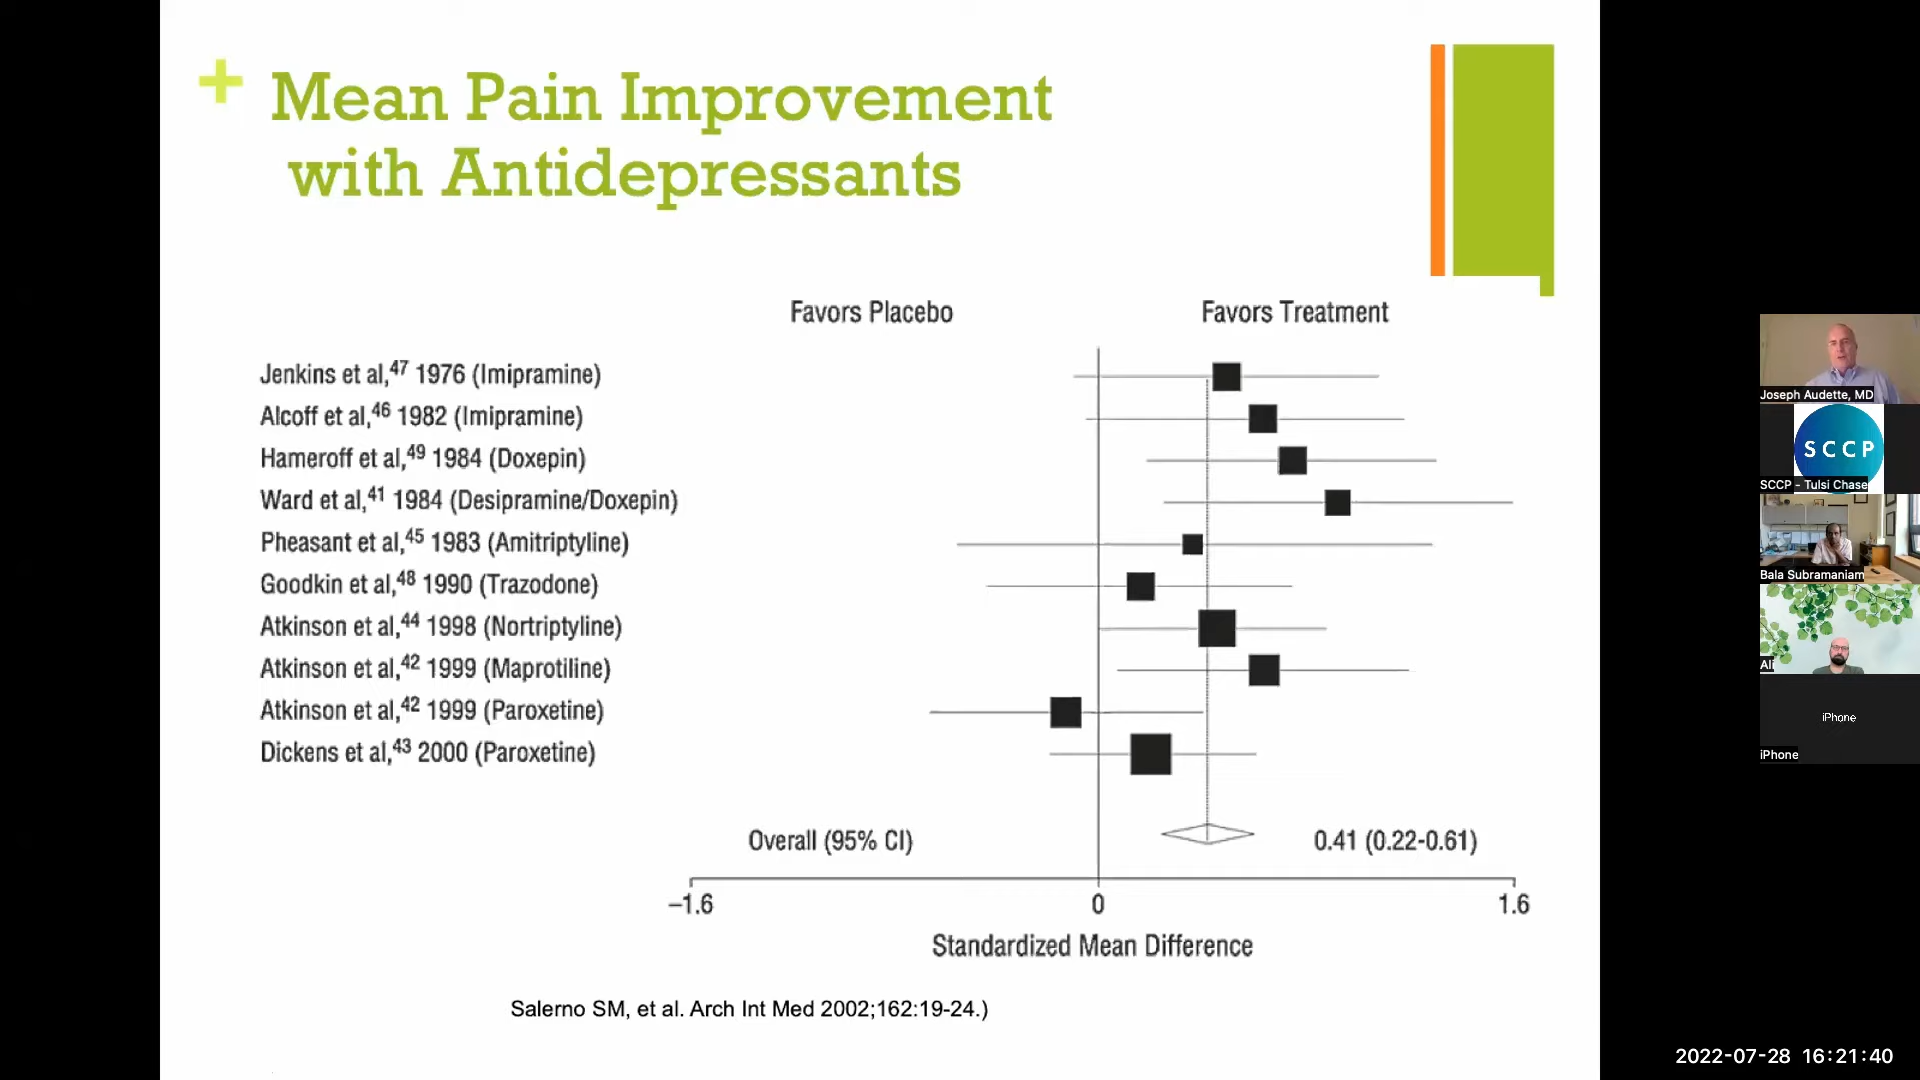 + Mean Pain Improvement
with Antidepressants
Favors Placebo Favors Treatment
Jenkins et al,47 1976 (Imipramine)
Alcoff et al,46 1982 (Imipramine)
Hameroff et al,49 1984 (Doxepin)
Ward et al,41 1984 (Desipramine/Doxepin)
Pheasant et al,45 1983 (Amitriptyline)
Goodkin et al,48 1990 (Trazodone)
Atkinson et al,44 1998 (Nortriptyline)
Atkinson et al,42 1999 (Maprotiline)
Atkinson et al,42 1999 (Paroxetine)
Dickens et al,43 2000 (Paroxetine)
Overall (95% CI) 0.41 (0.22-0.61)
–1.6 0 1.6
Standardized Mean Difference
Salerno SM, et al. Arch Int Med 2002;162:19-24.)
Joseph Audette, MD
SCCP
SCCP - Tulsi Chase
Bala Subramaniam
Ali
iPhone
iPhone
2022-07-28 16:21:40